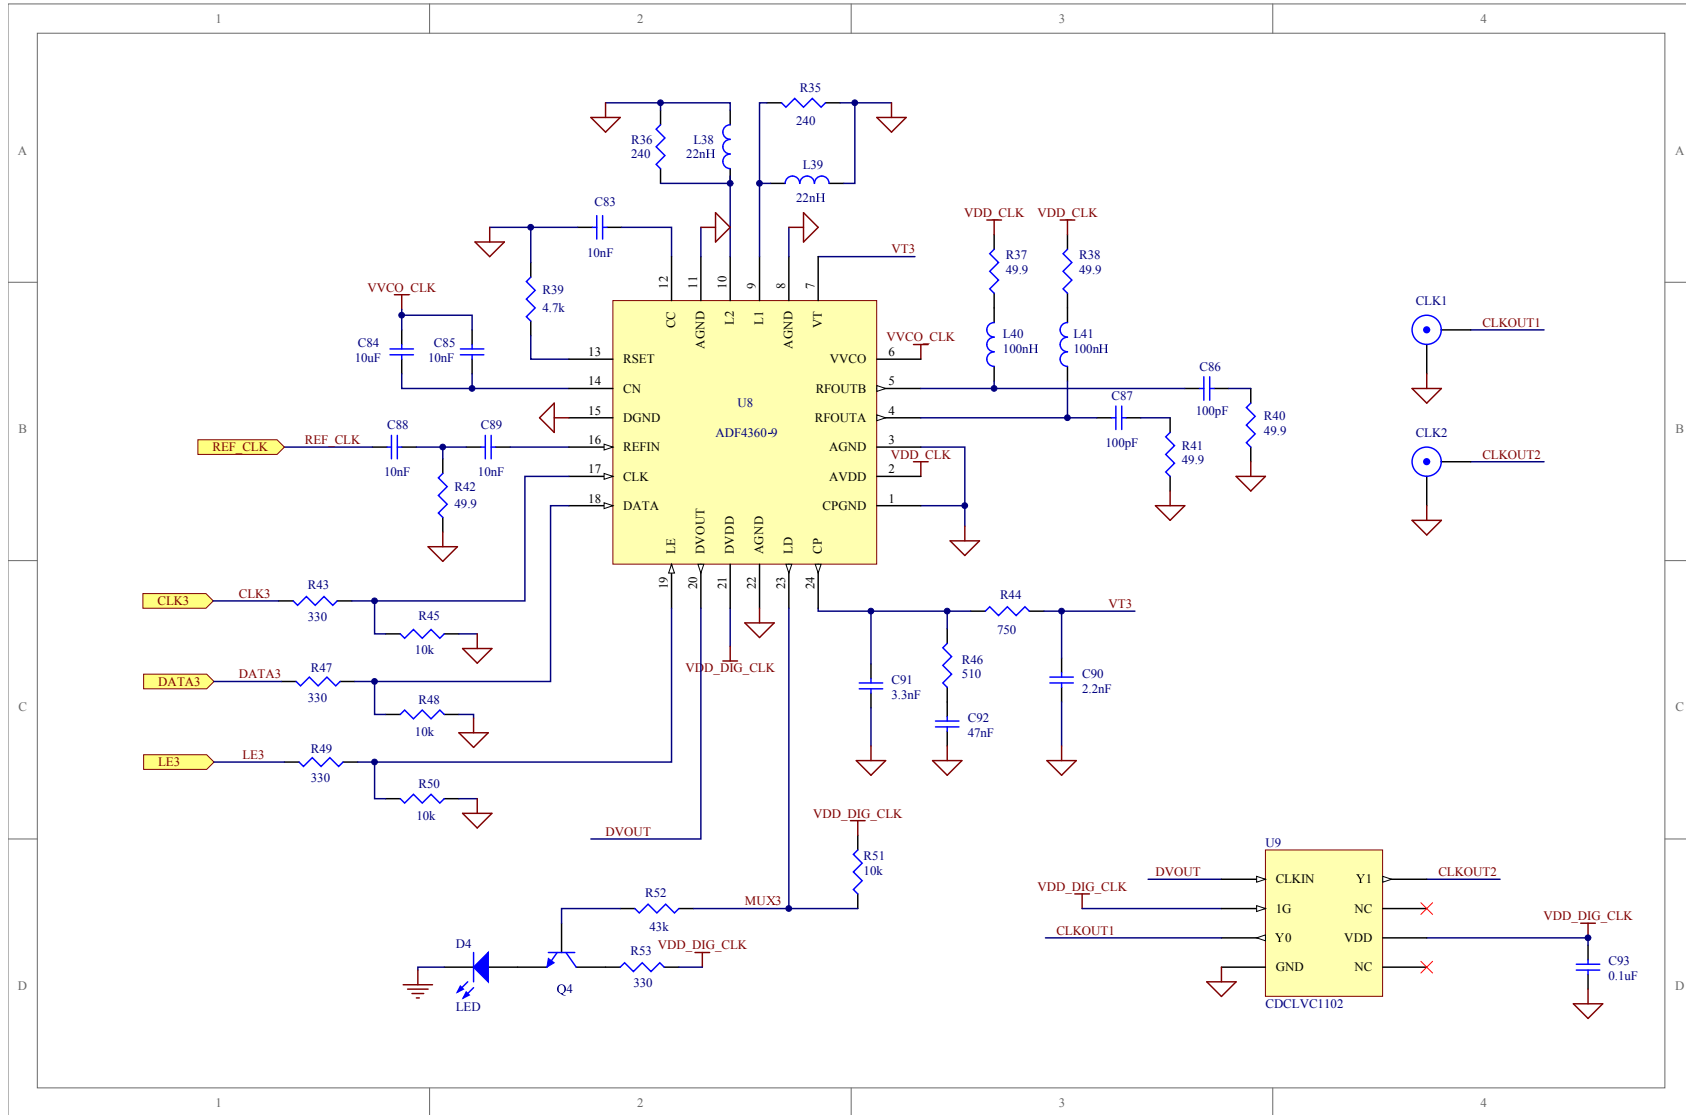 1 2 3 4
A A
B B
C C
D D
1 2 3 4
R35
240
R36
240
L38
22nH
L39
22nH
C83
10nF
R39
4.7k
VVCO_CLK
C84
10uF
C85
10nF
VT3
VDD_CLK
VDD_CLK
R37
49.9
R38
49.9
L40
100nH
L41
100nH
VVCO_CLK
C86
100pF
C87
100pF
R40
49.9
R41
49.9
VDD_CLK
CLK1
CLKOUT1
CLK2
CLKOUT2
12 11 10 9 8 7
CC AGND L2 L1 AGND VT
13 RSET
14 CN
15 DGND
16 REFIN
17 CLK
18 DATA
VVCO 6
RFOUTB 5
RFOUTA 4
AGND 3
AVDD 2
CPGND 1
U8
ADF4360-9
LE DVOUT DVDD AGND LD CP
19 20 21 22 23 24
REF_CLK
REF_CLK
C88
10nF
C89
10nF
R42
49.9
CLK3
CLK3
R43
330
R45
10k
DATA3
DATA3
R47
330
R48
10k
LE3
LE3
R49
330
R50
10k
VDD_DIG_CLK
DVOUT
R44
750
VT3
C91
3.3nF
R46
510
C92
47nF
C90
2.2nF
VDD_DIG_CLK
R51
10k
R52
43k
MUX3
R53
330
VDD_DIG_CLK
D4
LED
Q4
U9
DVOUT
VDD_DIG_CLK
CLKOUT1
CLKIN
1G
Y0
GND
Y1
NC
VDD
NC
CDCLVC1102
CLKOUT2
VDD_DIG_CLK
C93
0.1uF